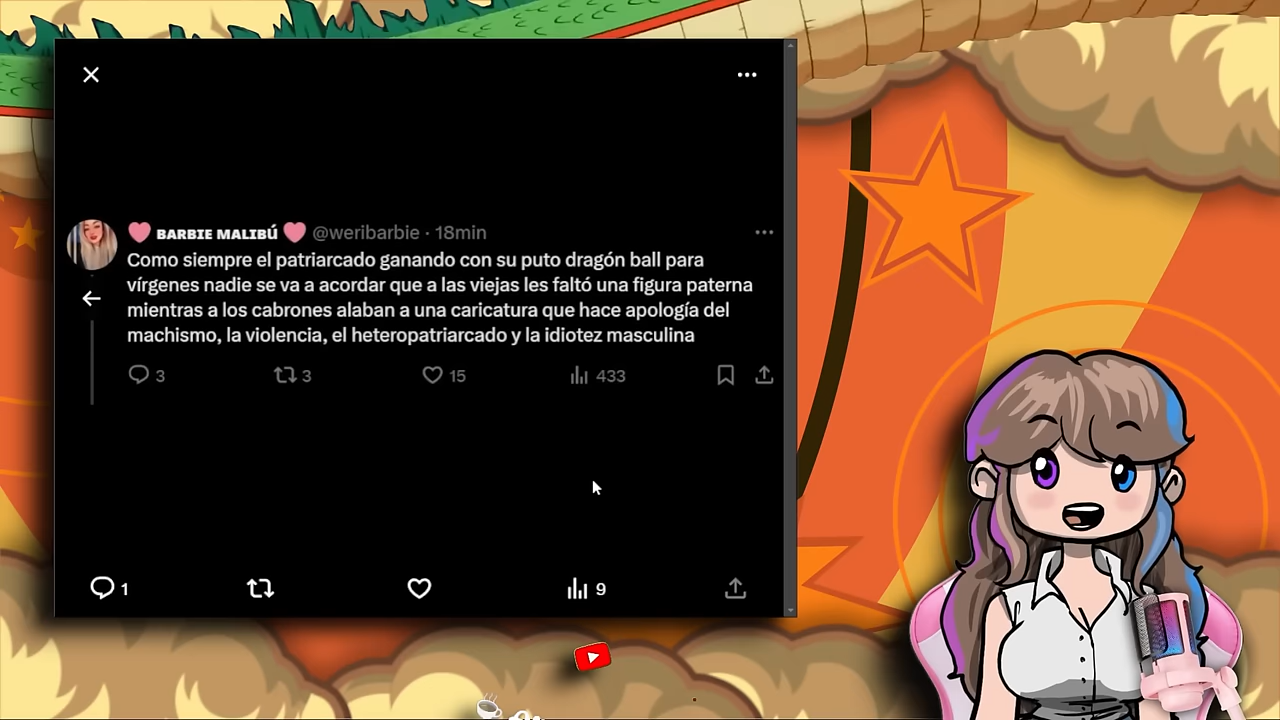 💗 BARBIE MALIBÚ 💗 @weribarbie · 18min
Como siempre el patriarcado ganando con su puto dragón ball para
vírgenes nadie se va a acordar que a las viejas les faltó una figura paterna
mientras a los cabrones alaban a una caricatura que hace apología del
machismo, la violencia, el heteropatriarcado y la idiotez masculina
3 3 15 433
1 9